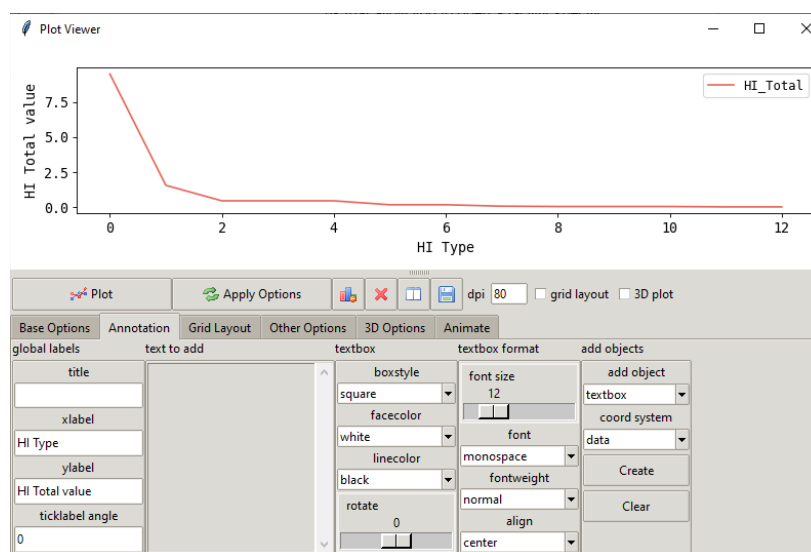 Plot Viewer
HI Total value
7.5
5.0
2.5
0.0
HI_Total
0 2 4 6 8 10 12
HI Type
Plot Apply Options dpi 80 grid layout 3D plot
Base Options Annotation Grid Layout Other Options 3D Options Animate
global labels text to add textbox textbox format add objects
title boxstyle font size add object
square 12 textbox
xlabel facecolor coord system
HI Type white font data
ylabel linecolor monospace Create
HI Total value black fontweight
ticklabel angle rotate normal Clear
0 0 align
center